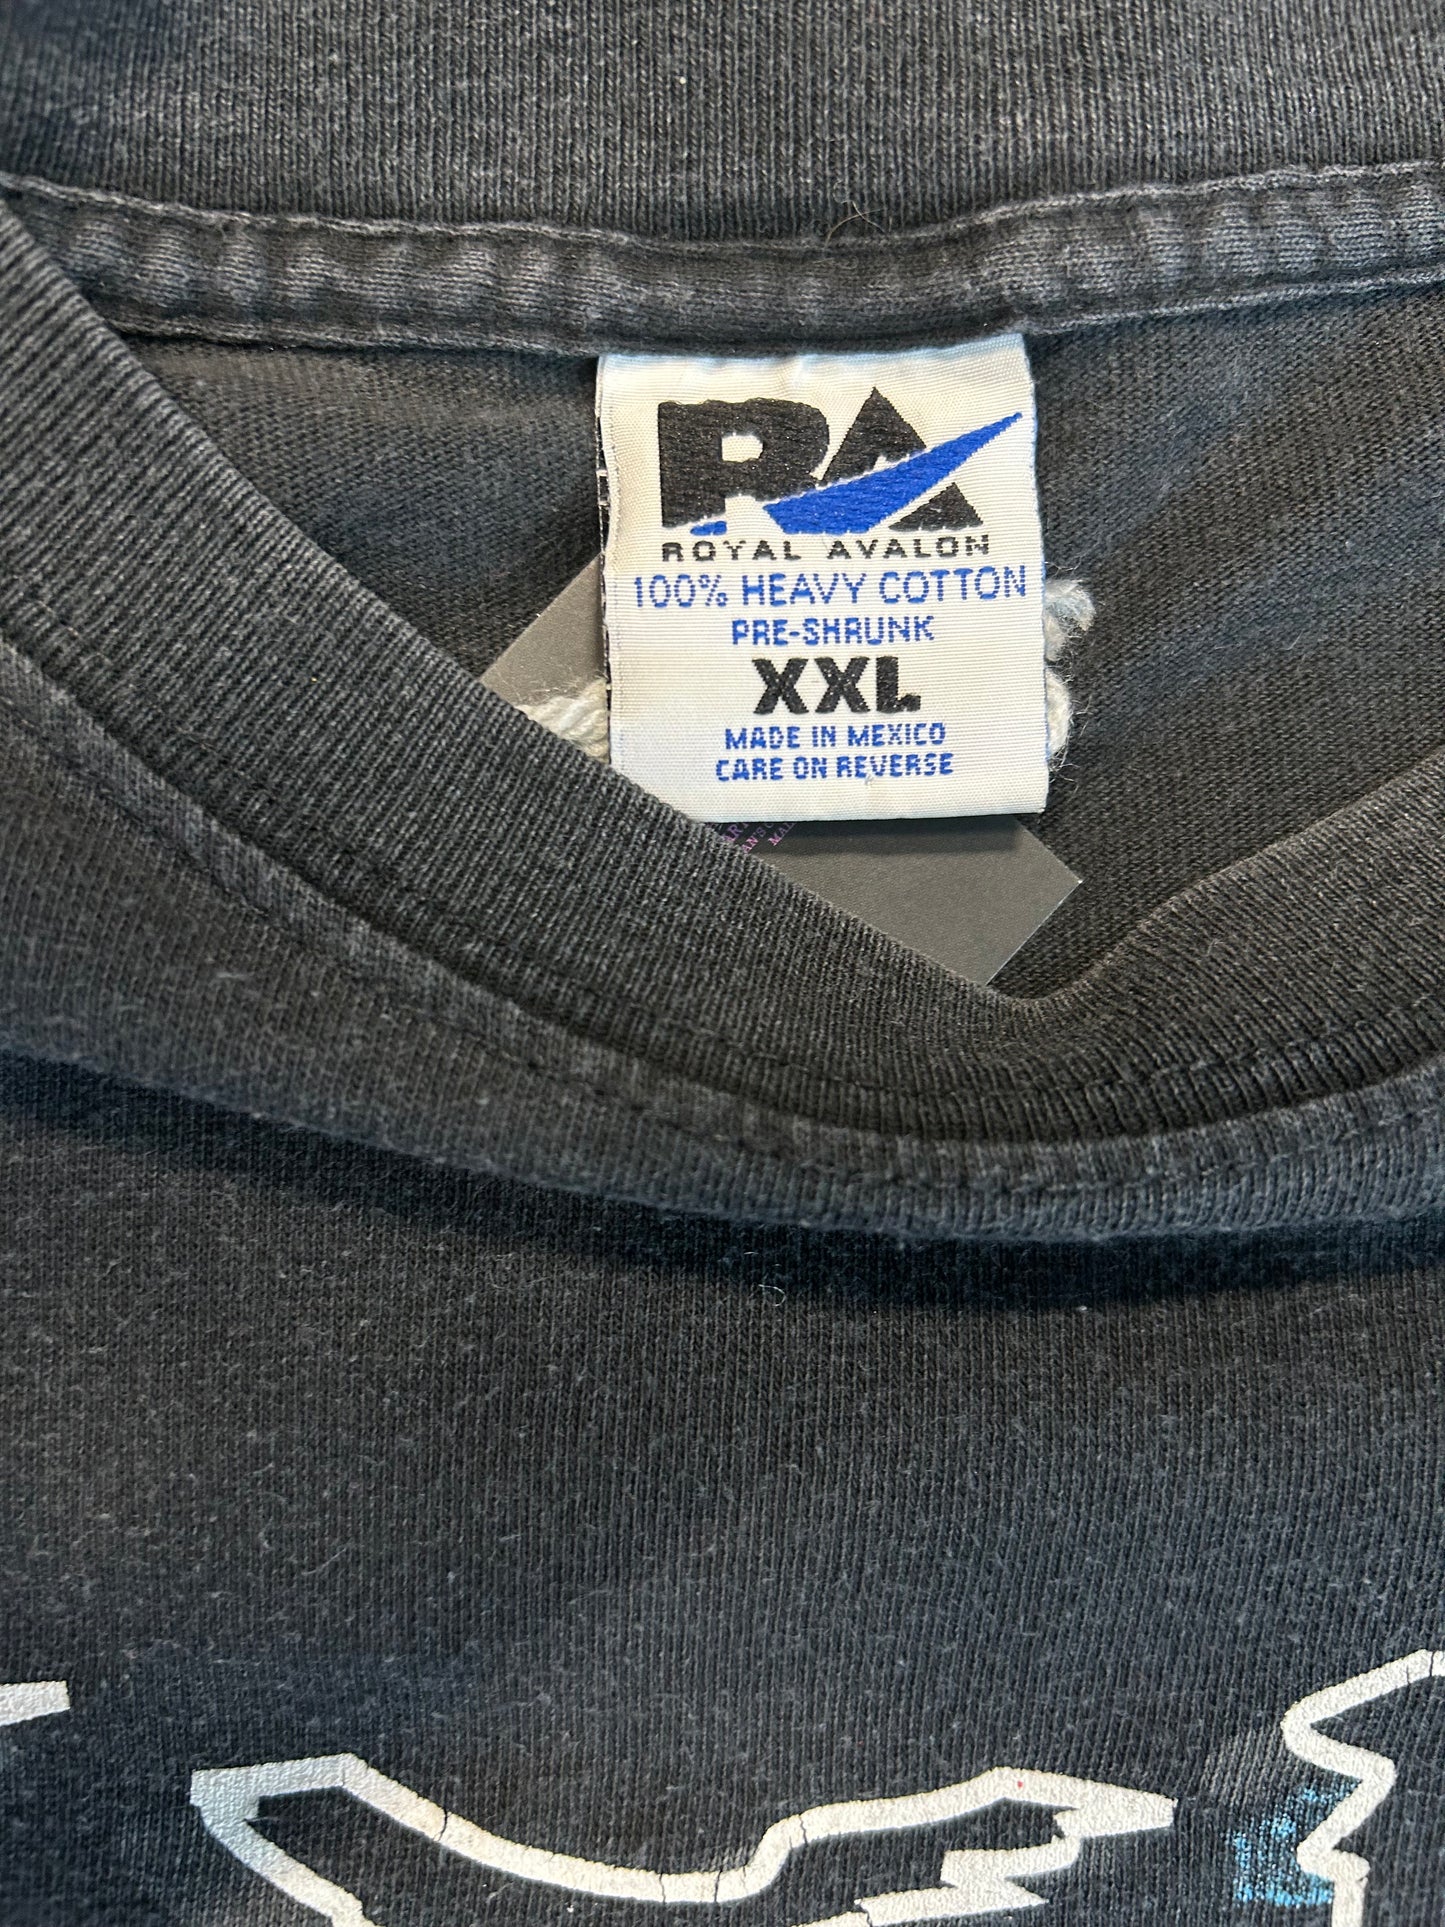 RA
ROYAL AVALON
100% HEAVY COTTON
PRE-SHRUNK
XXL
MADE IN MEXICO
CARE ON REVERSE